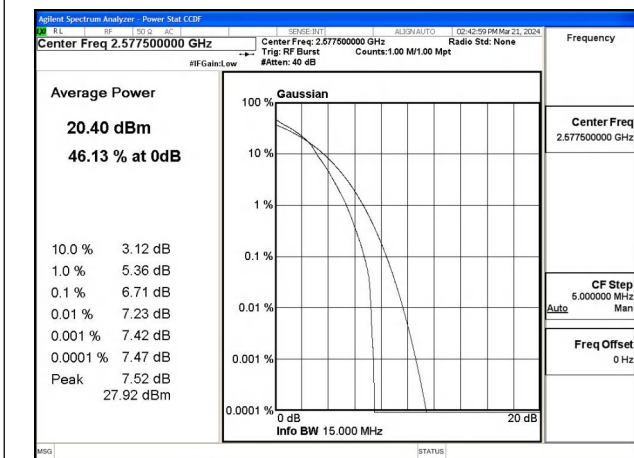 Agilent Spectrum Analyzer - Power Stat CCDF
RL RF 50 Ω AC SENSE:INT ALIGNAUTO 02:42:59 PM Mar 21, 2024
Center Freq 2.577500000 GHz
Center Freq: 2.577500000 GHz Radio Std: None
Trig: RF Burst Counts:1.00 M/1.00 Mpt
#IFGain:Low #Atten: 40 dB
Frequency
Average Power
20.40 dBm
46.13 % at 0dB
10.0 % 3.12 dB
1.0 % 5.36 dB
0.1 % 6.71 dB
0.01 % 7.23 dB
0.001 % 7.42 dB
0.0001 % 7.47 dB
Peak 7.52 dB
27.92 dBm
Gaussian
100 %
10 %
1 %
0.1 %
0.01 %
0.001 %
0.0001 %
0 dB 20 dB
Info BW 15.000 MHz
Center Freq
2.577500000 GHz
CF Step
5.000000 MHz
Auto Man
Freq Offset
0 Hz
MSG STATUS